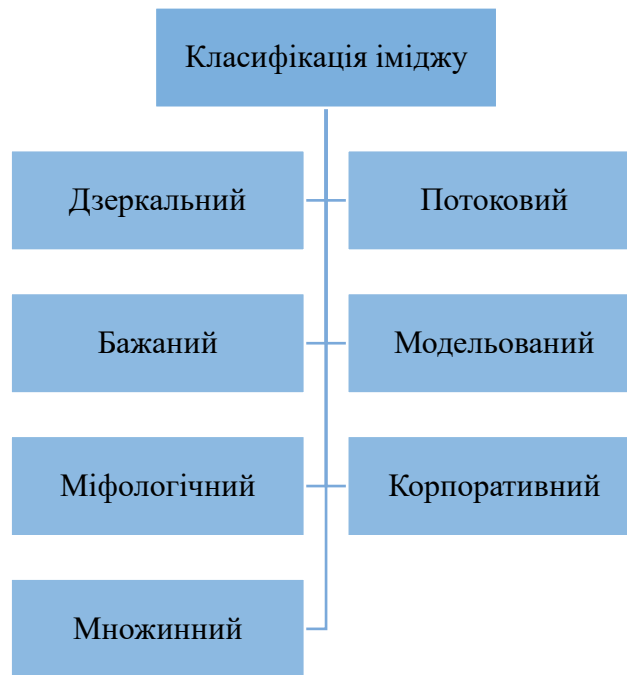 Класифікація іміджу
Дзеркальний
Потоковий
Бажаний
Модельований
Міфологічний
Корпоративний
Множинний